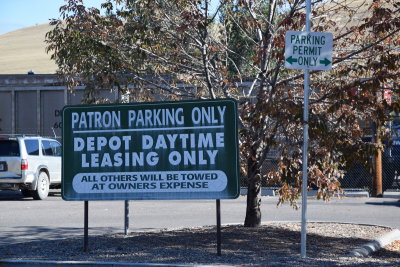 PARKING
PERMIT
ONLY
PATRON PARKING ONLY
DEPOT DAYTIME
LEASING ONLY
ALL OTHERS WILL BE TOWED
AT OWNERS EXPENSE